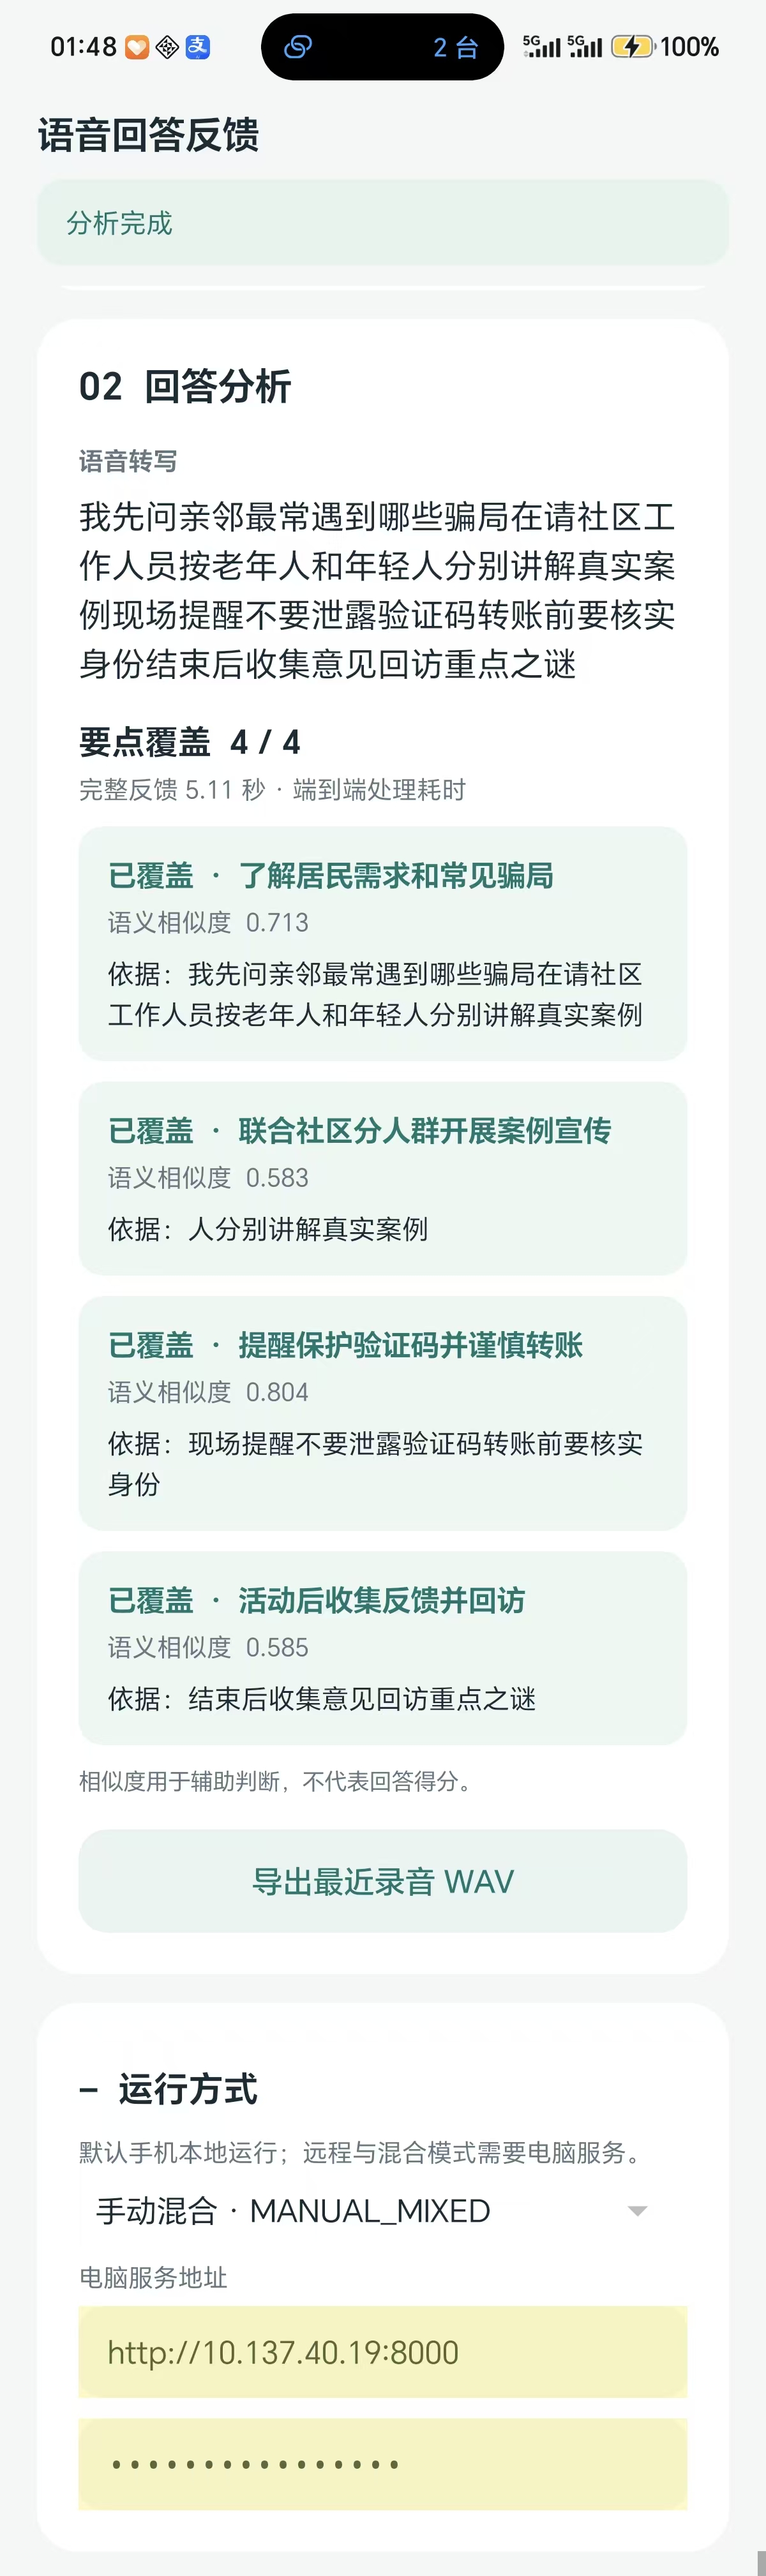 01:48
支
2 台
5G
5G
100%
语音回答反馈
分析完成
02 回答分析
语音转写
我先问亲邻最常遇到哪些骗局在请社区工
作人员按老年人和年轻人分别讲解真实案
例现场提醒不要泄露验证码转账前要核实
身份结束后收集意见回访重点之谜
要点覆盖 4 / 4
完整反馈 5.11 秒 · 端到端处理耗时
已覆盖 · 了解居民需求和常见骗局
语义相似度 0.713
依据：我先问亲邻最常遇到哪些骗局在请社区
工作人员按老年人和年轻人分别讲解真实案例
已覆盖 · 联合社区分人群开展案例宣传
语义相似度 0.583
依据：人分别讲解真实案例
已覆盖 · 提醒保护验证码并谨慎转账
语义相似度 0.804
依据：现场提醒不要泄露验证码转账前要核实
身份
已覆盖 · 活动后收集反馈并回访
语义相似度 0.585
依据：结束后收集意见回访重点之谜
相似度用于辅助判断，不代表回答得分。
导出最近录音 WAV
– 运行方式
默认手机本地运行；远程与混合模式需要电脑服务。
手动混合 · MANUAL_MIXED
电脑服务地址
http://10.137.40.19:8000
••••••••••••••••